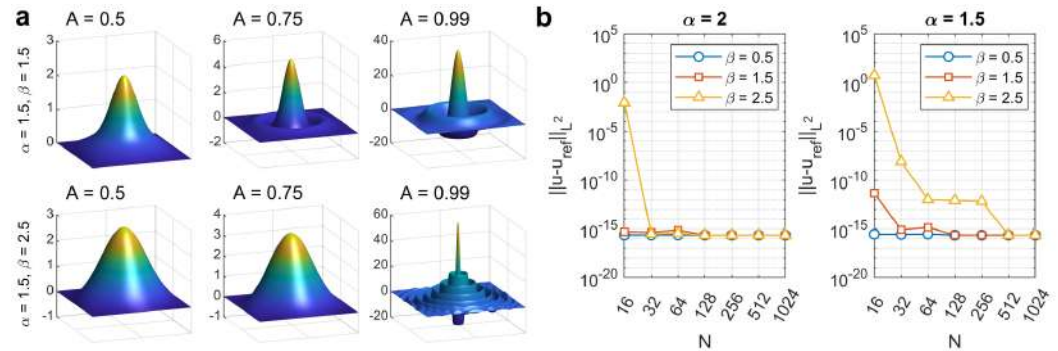 a
A = 0.5
A = 0.75
A = 0.99
α = 1.5, β = 1.5
3
2
1
0
6
4
2
0
-20
40
20
0
-20
A = 0.5
A = 0.75
A = 0.99
α = 1.5, β = 2.5
3
2
1
0
-1
4
3
2
1
0
-1
60
40
20
0
-20
b
α = 2
10^5
10^0
10^-5
10^-10
10^-15
10^-20
||u-u_ref||_L^2
β = 0.5
β = 1.5
β = 2.5
16
32
64
128
256
512
1024
N
α = 1.5
10^5
10^0
10^-5
10^-10
10^-15
10^-20
||u-u_ref||_L^2
β = 0.5
β = 1.5
β = 2.5
16
32
64
128
256
512
1024
N